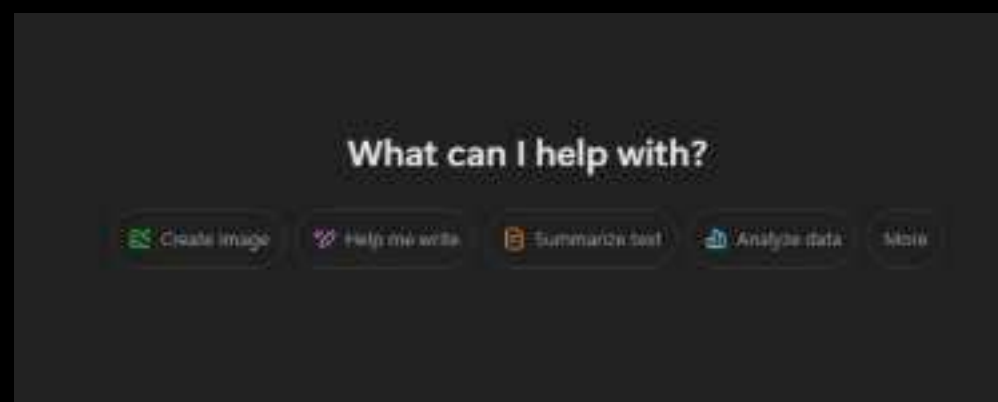 What can I help with?
Create image Help me write Summarize text Analyze data More